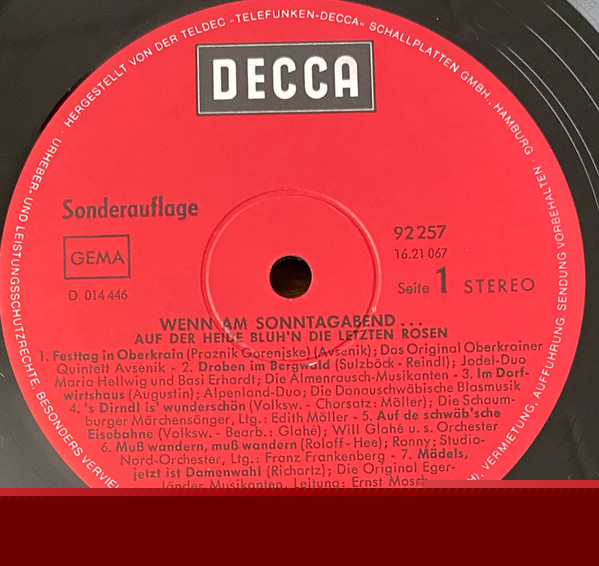 URHEBER- UND LEISTUNGSSCHUTZRECHTE, BESONDERS
HERGESTELLT VON DER TELDEC »TELEFUNKEN-DECCA« SCHALLPLATTEN GMBH, HAMBURG · SENDUNG VORBEHALTEN
VERMIETUNG, AUFFÜHRUNG,
DECCA
Sonderauflage
92257
GEMA
16.21 067
D 014 446
Seite 1 STEREO
WENN AM SONNTAGABEND ...
AUF DER HEIDE BLÜH'N DIE LETZTEN ROSEN
1. Festtag in Oberkrain (Praznik Gorenjske) (Avsenik); Das Original Oberkrainer
Quintett Avsenik - 2. Droben im Bergwald (Sulzböck - Reindl); Jodel-Duo
Maria Hellwig und Basi Erhardt; Die Almenrausch-Musikanten - 3. Im Dorf-
wirtshaus (Augustin); Alpenland-Duo; Die Donauschwäbische Blasmusik
4. 's Dirndl is' wunderschön (Volksw. - Chorsatz: Möller); Die Schaum-
burger Märchensänger, Ltg.: Edith Möller - 5. Auf de schwäb'sche
Eisebahne (Volksw. - Bearb.: Glahé); Will Glahé u. s. Orchester
6. Muß wandern, muß wandern (Roloff - Hee); Ronny; Studio-
Nord-Orchester, Ltg.: Franz Frankenberg - 7. Mädels,
jetzt ist Damenwahl (Richartz); Die Original Eger-
länder Musikanten, Leitung: Ernst